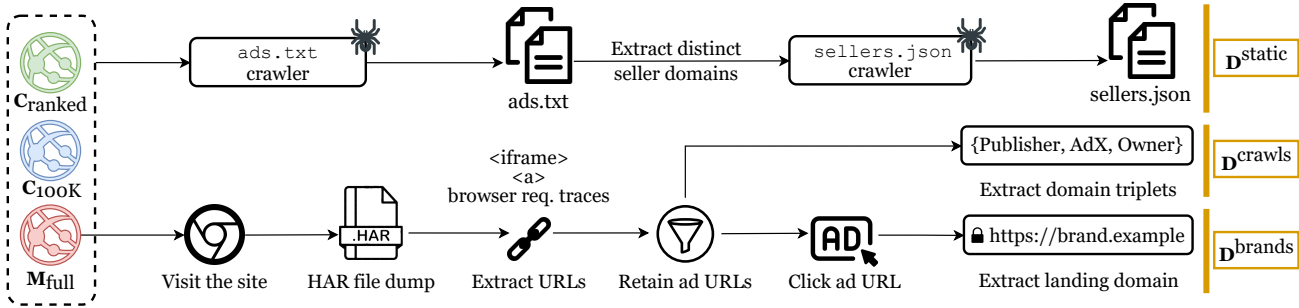 C_ranked
C_100K
M_full
ads.txt
crawler
ads.txt
Extract distinct
seller domains
sellers.json
crawler
sellers.json
D^static
<iframe>
<a>
browser req. traces
{Publisher, AdX, Owner}
Extract domain triplets
D^crawls
Visit the site
.HAR
HAR file dump
Extract URLs
Retain ad URLs
AD
Click ad URL
https://brand.example
Extract landing domain
D^brands